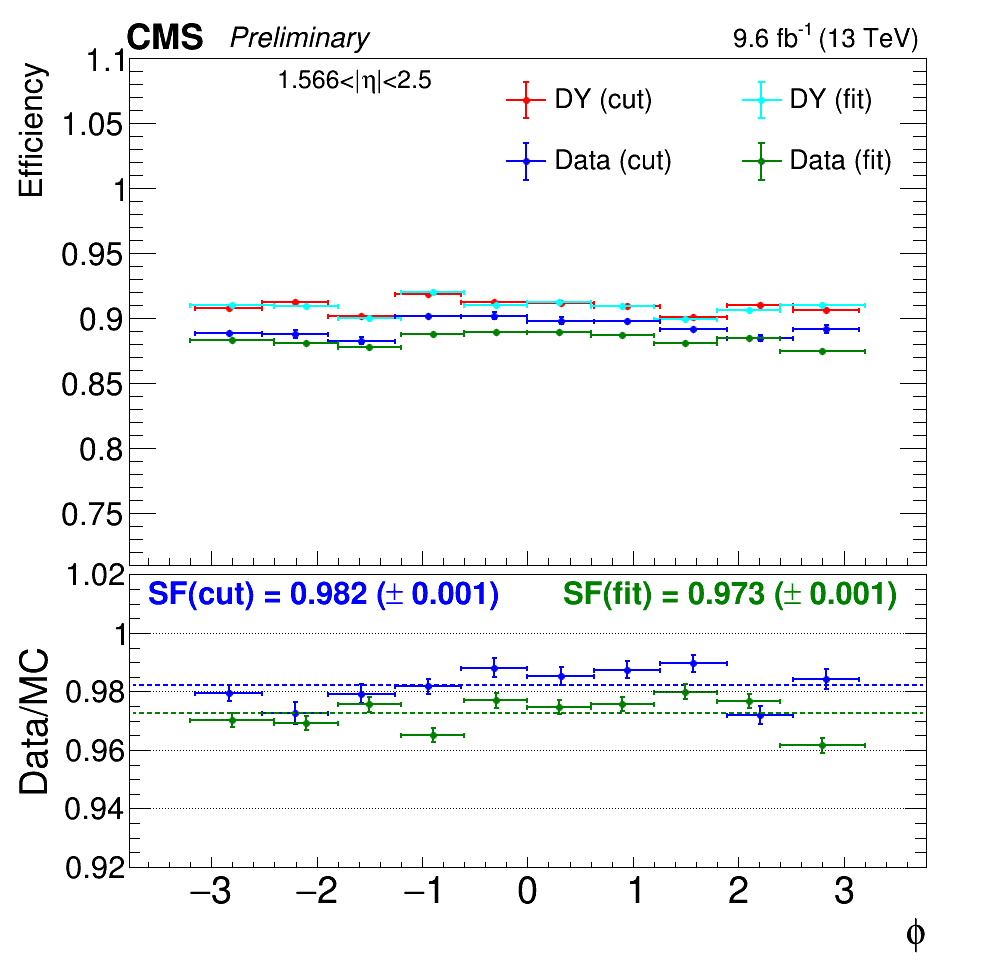 CMS Preliminary 9.6 fb⁻¹ (13 TeV)
1.566<|η|<2.5
DY (cut) DY (fit)
Data (cut) Data (fit)
Efficiency
1.1
1.05
1
0.95
0.9
0.85
0.8
0.75
SF(cut) = 0.982 (± 0.001) SF(fit) = 0.973 (± 0.001)
Data/MC
1.02
1
0.98
0.96
0.94
0.92
−3 −2 −1 0 1 2 3
ϕ